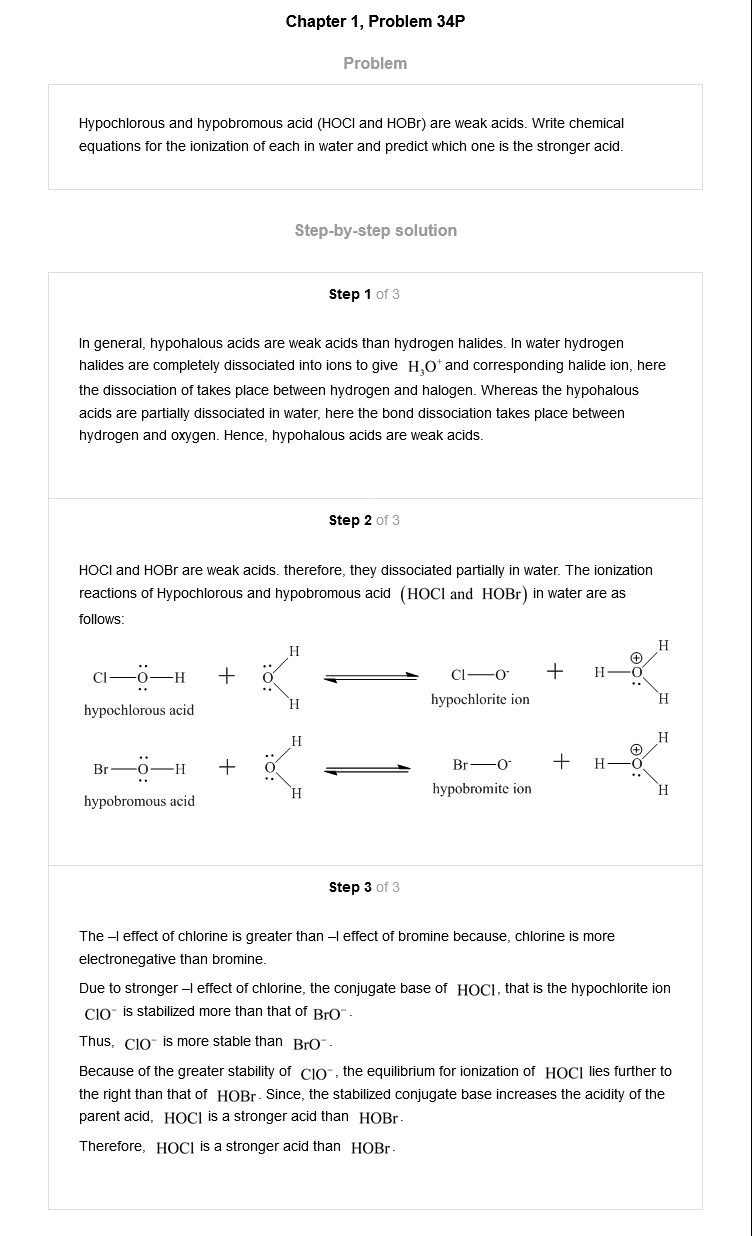 Chapter 1, Problem 34P
Problem
Hypochlorous and hypobromous acid (HOCl and HOBr) are weak acids. Write chemical
equations for the ionization of each in water and predict which one is the stronger acid.
Step-by-step solution
Step 1 of 3
In general, hypohalous acids are weak acids than hydrogen halides. In water hydrogen
halides are completely dissociated into ions to give H₃O⁺ and corresponding halide ion, here
the dissociation of takes place between hydrogen and halogen. Whereas the hypohalous
acids are partially dissociated in water, here the bond dissociation takes place between
hydrogen and oxygen. Hence, hypohalous acids are weak acids.
Step 2 of 3
HOCl and HOBr are weak acids. therefore, they dissociated partially in water. The ionization
reactions of Hypochlorous and hypobromous acid (HOCl and HOBr) in water are as
follows:
Cl—O—H + O H H ⇌ Cl—O⁻ + H—O⊕ H H
hypochlorous acid hypochlorite ion
Br—O—H + O H H ⇌ Br—O⁻ + H—O⊕ H H
hypobromous acid hypobromite ion
Step 3 of 3
The –I effect of chlorine is greater than –I effect of bromine because, chlorine is more
electronegative than bromine.
Due to stronger –I effect of chlorine, the conjugate base of HOCl, that is the hypochlorite ion
ClO⁻ is stabilized more than that of BrO⁻.
Thus, ClO⁻ is more stable than BrO⁻.
Because of the greater stability of ClO⁻, the equilibrium for ionization of HOCl lies further to
the right than that of HOBr. Since, the stabilized conjugate base increases the acidity of the
parent acid, HOCl is a stronger acid than HOBr.
Therefore, HOCl is a stronger acid than HOBr.